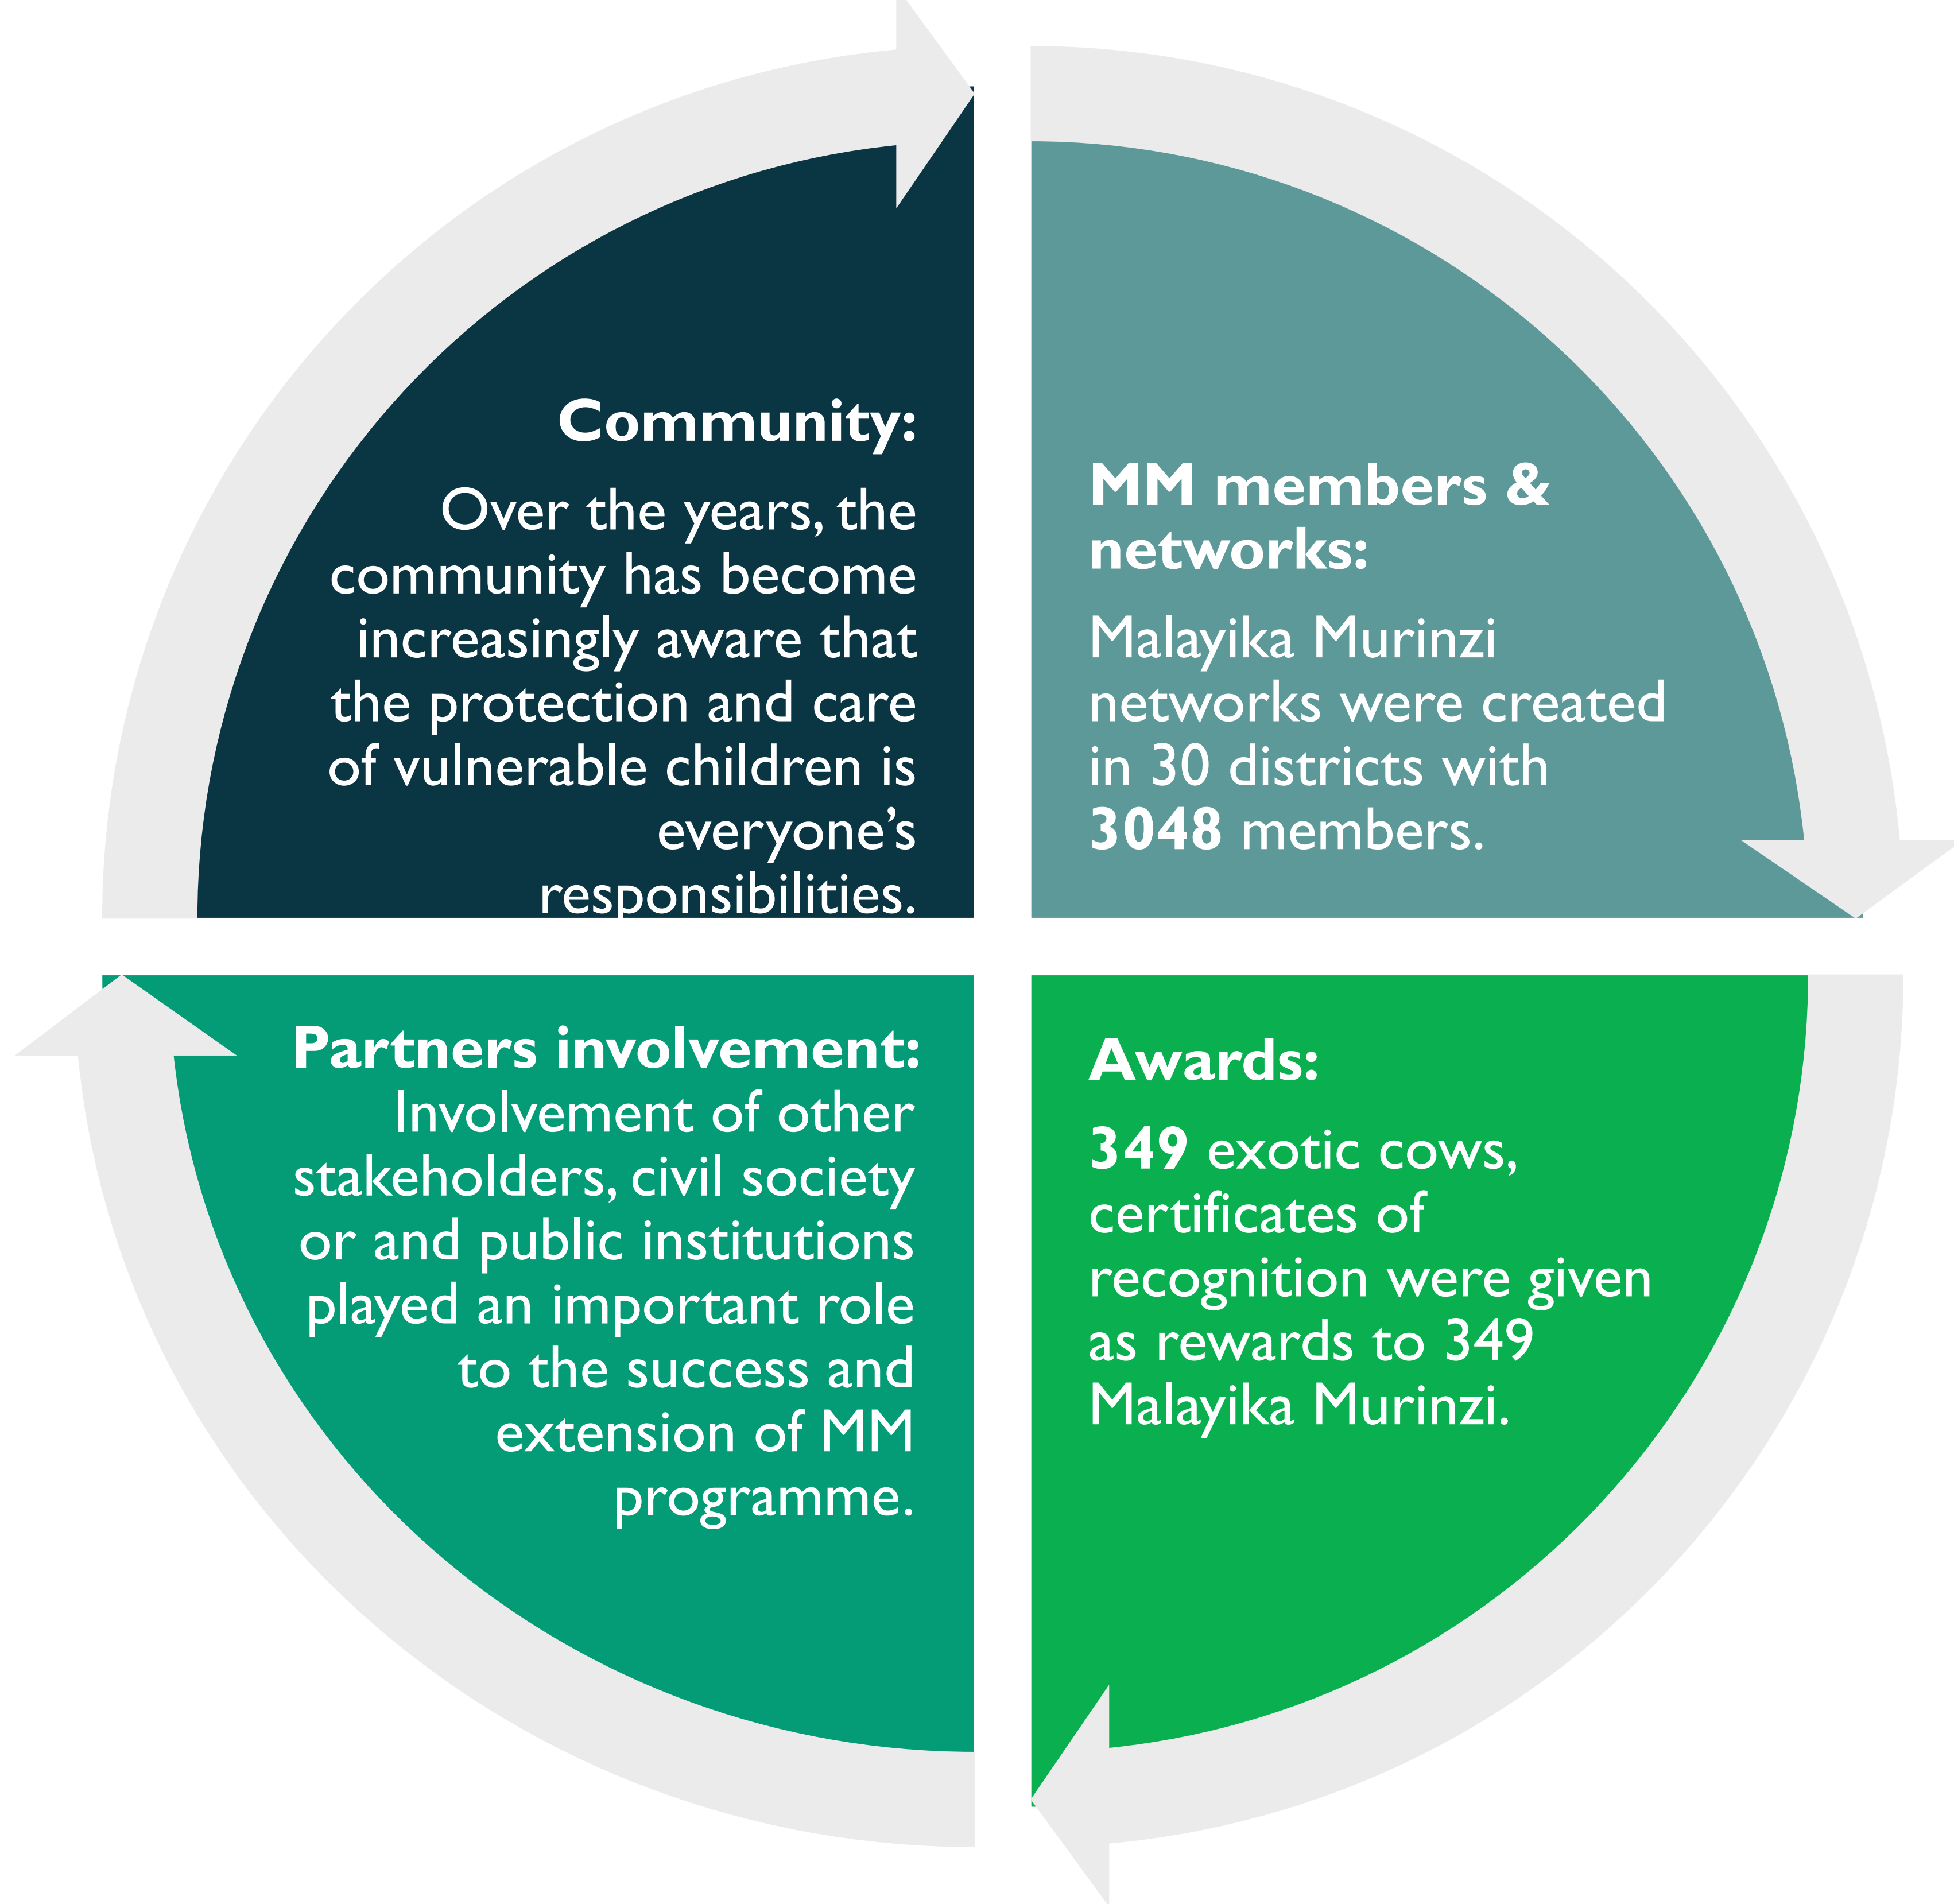 Community:
Over the years, the
community has become
increasingly aware that
the protection and care
of vulnerable children is
everyone's
responsibilities.
MM members &
networks:
Malayika Murinzi
networks were created
in 30 districts with
3048 members.
Partners involvement:
Involvement of other
stakeholders, civil society
or and public institutions
played an important role
to the success and
extension of MM
programme.
Awards:
349 exotic cows,
certificates of
recognition were given
as rewards to 349
Malayika Murinzi.